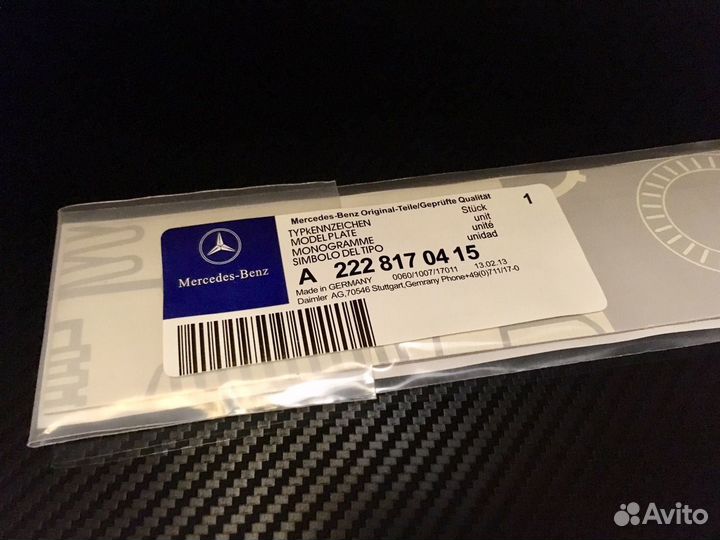 Mercedes-Benz
Mercedes-Benz Original-Teile/Geprüfte Qualität
1
TYPKENNZEICHEN
MODEL PLATE
MONOGRAMME
SIMBOLO DEL TIPO
Stück
unit
unité
unidad
A 222 817 04 15
Made in GERMANY 0060/1007/17011 13.02.13
Daimler AG,70546 Stuttgart,Gemrany Phone+49(0)711/17-0
Avito